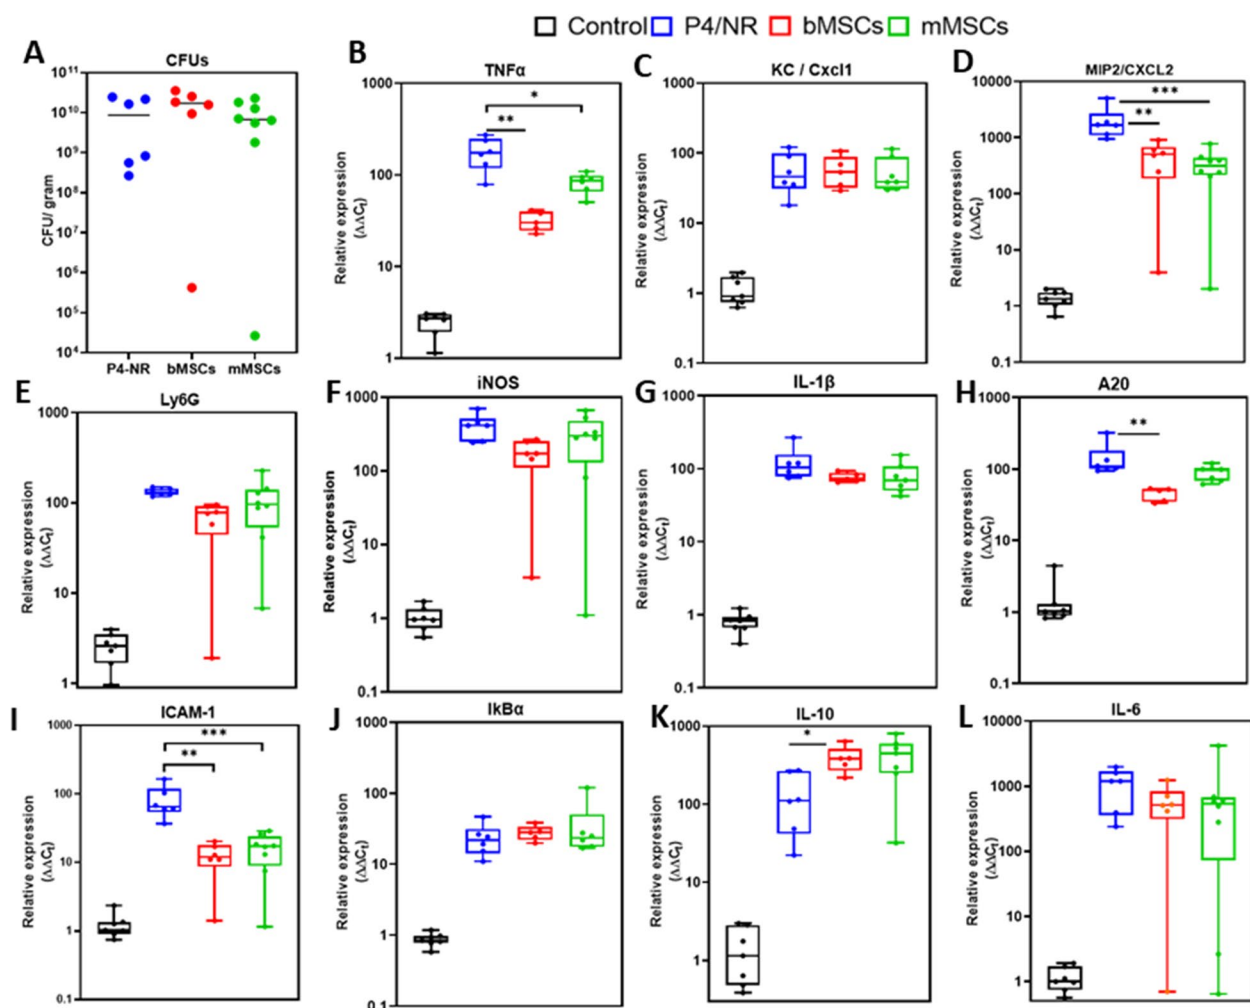 Control P4/NR bMSCs mMSCs
A
CFUs
CFU/ gram
10¹¹
10¹⁰
10⁹
10⁸
10⁷
10⁶
10⁵
10⁴
P4-NR bMSCs mMSCs
B
TNFα
Relative expression
(ΔΔCₜ)
1000
100
10
1
*
**
C
KC / Cxcl1
Relative expression
(ΔΔCₜ)
1000
100
10
1
0.1
D
MIP2/CXCL2
Relative expression
(ΔΔCₜ)
10000
1000
100
10
1
0.1
***
**
E
Ly6G
Relative expression
(ΔΔCₜ)
1000
100
10
1
F
iNOS
Relative expression
(ΔΔCₜ)
1000
100
10
1
0.1
G
IL-1β
Relative expression
(ΔΔCₜ)
1000
100
10
1
0.1
H
A20
Relative expression
(ΔΔCₜ)
1000
100
10
1
0.1
**
I
ICAM-1
Relative expression
(ΔΔCₜ)
1000
100
10
1
0.1
***
**
J
IkBα
Relative expression
(ΔΔCₜ)
1000
100
10
1
0.1
K
IL-10
Relative expression
(ΔΔCₜ)
1000
100
10
1
*
L
IL-6
Relative expression
(ΔΔCₜ)
10000
1000
100
10
1